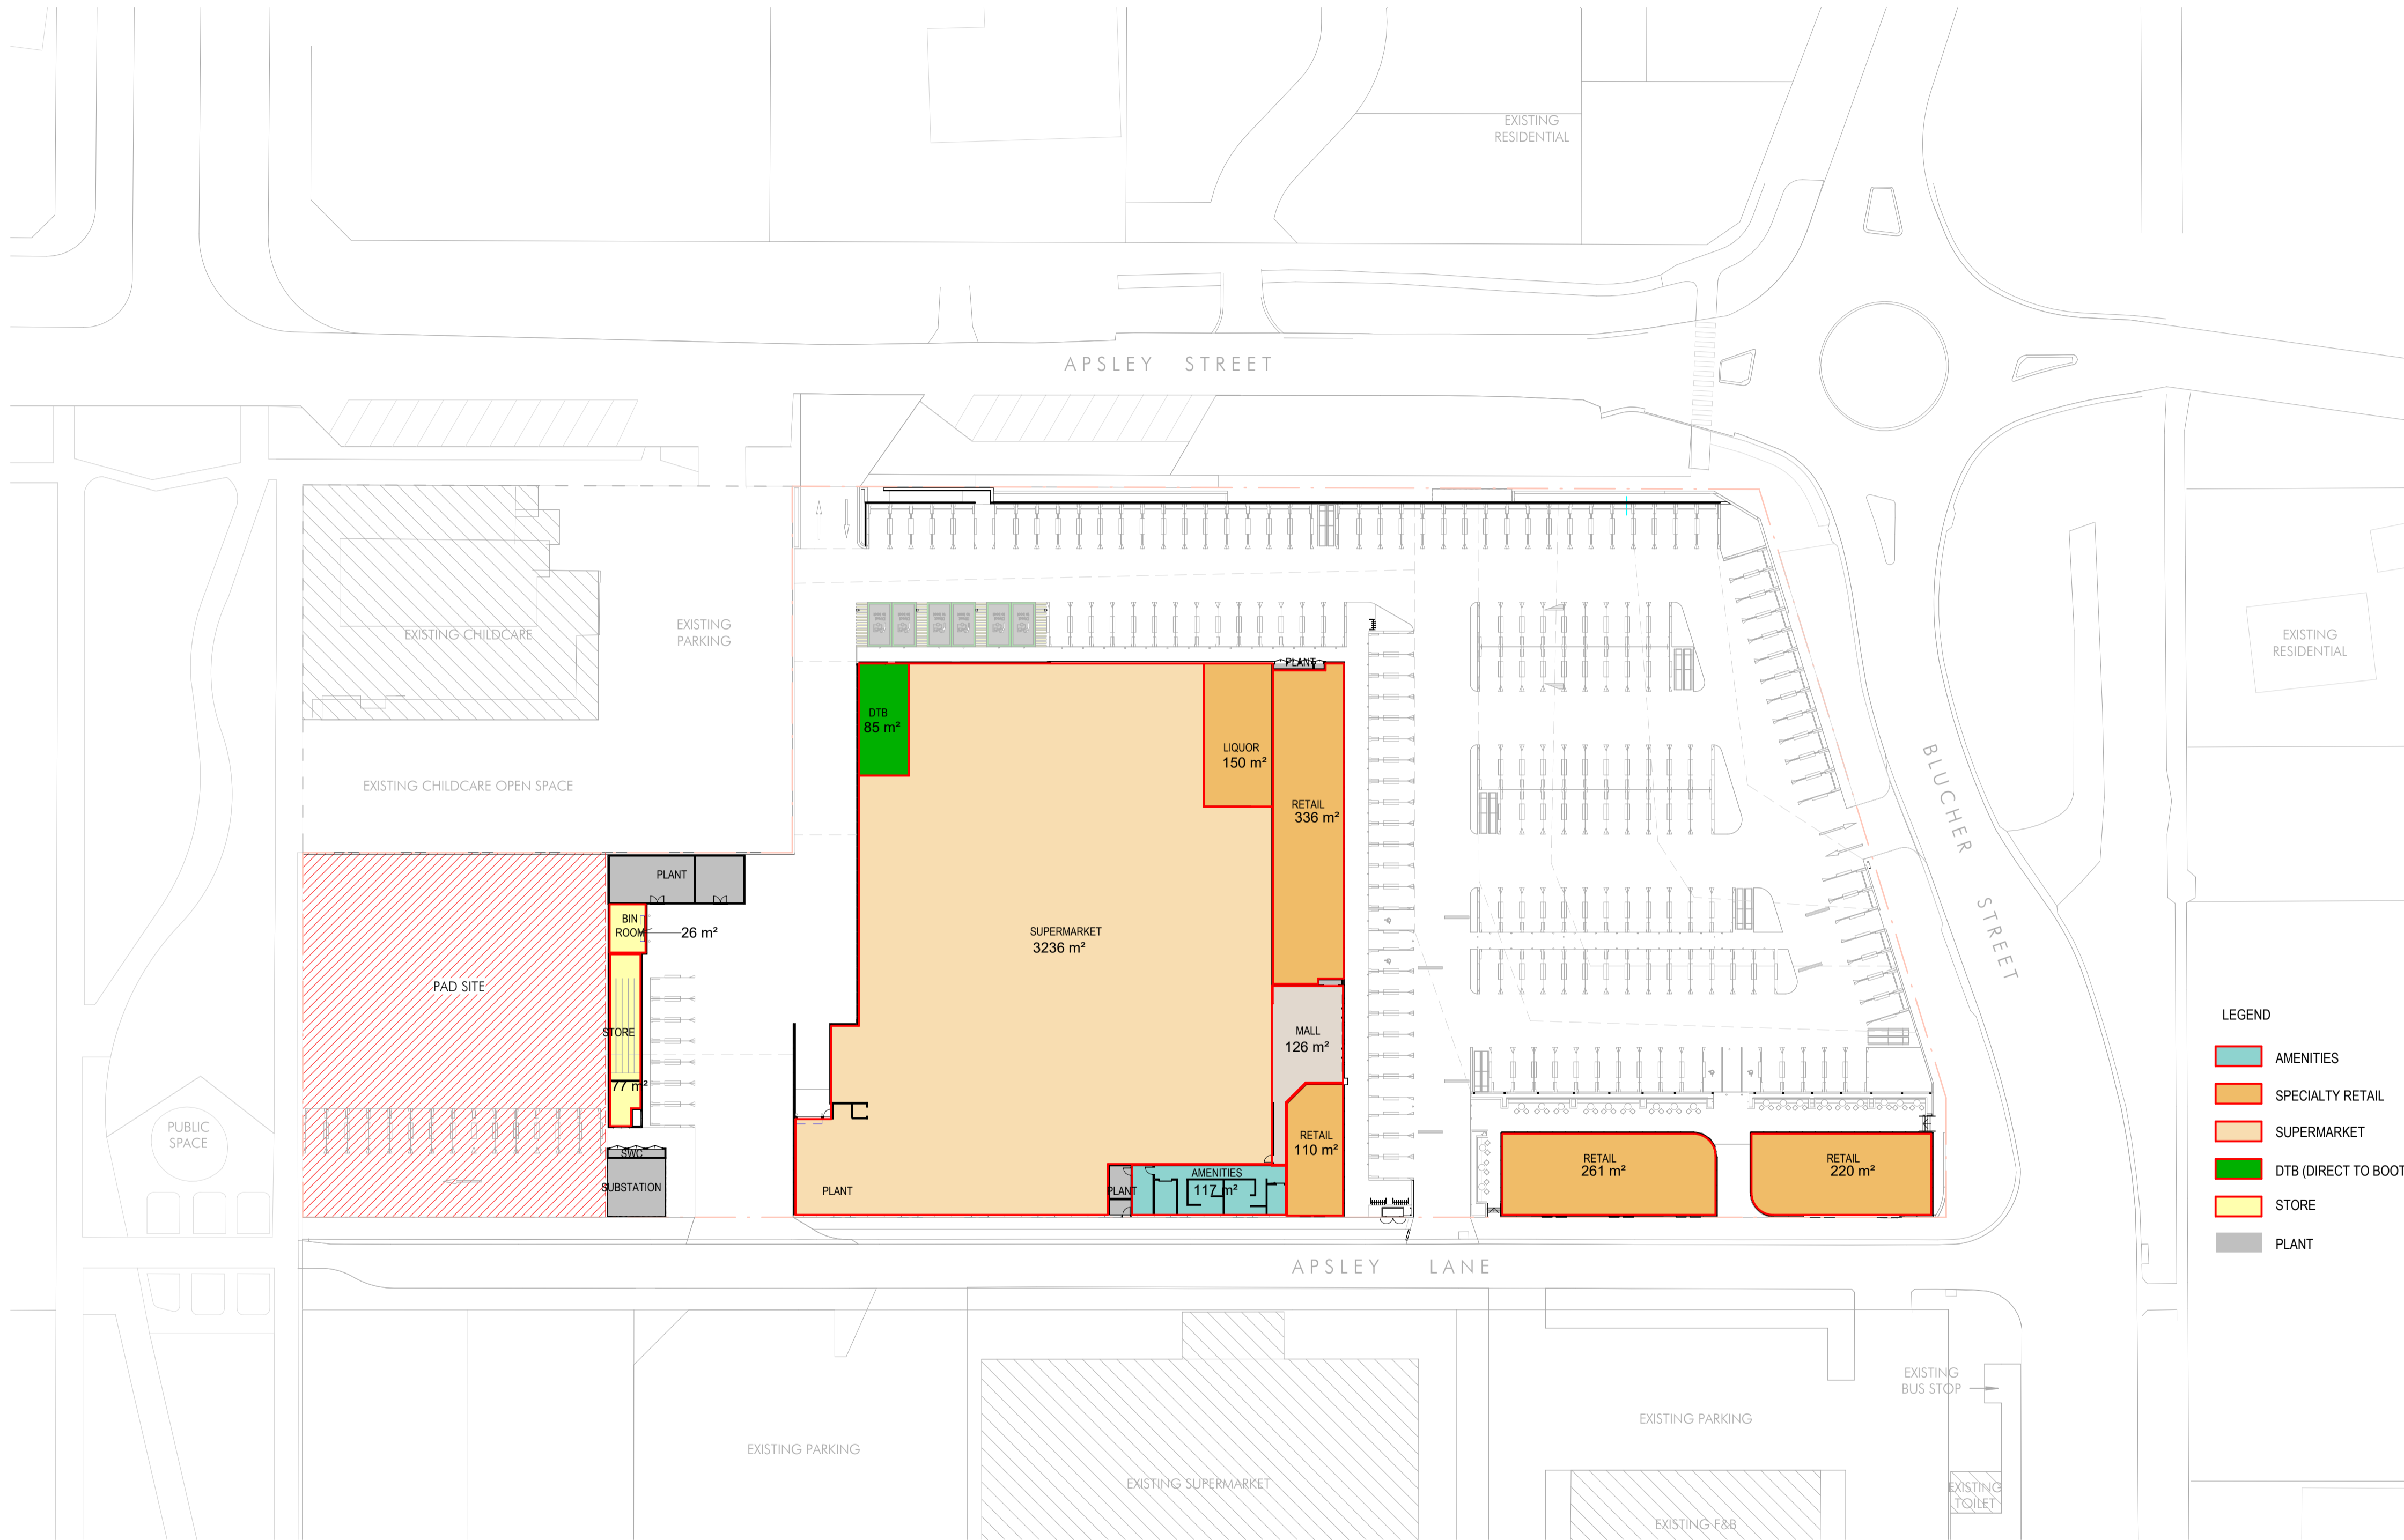 EXISTING
RESIDENTIAL
APSLEY STREET
EXISTING CHILDCARE
EXISTING
PARKING
EXISTING
RESIDENTIAL
PLANT
DTB
85 m²
LIQUOR
150 m²
EXISTING CHILDCARE OPEN SPACE
RETAIL
336 m²
BLUCHER STREET
PLANT
BIN
ROOM
26 m²
SUPERMARKET
3236 m²
PAD SITE
STORE
77 m²
MALL
126 m²
LEGEND
AMENITIES
SPECIALTY RETAIL
SUPERMARKET
DTB (DIRECT TO BOOT
STORE
PLANT
PUBLIC
SPACE
SWC
SUBSTATION
PLANT
PLANT
AMENITIES
117 m²
RETAIL
110 m²
RETAIL
261 m²
RETAIL
220 m²
APSLEY LANE
EXISTING
BUS STOP
EXISTING PARKING
EXISTING PARKING
EXISTING SUPERMARKET
EXISTING
TOILET
EXISTING F&B